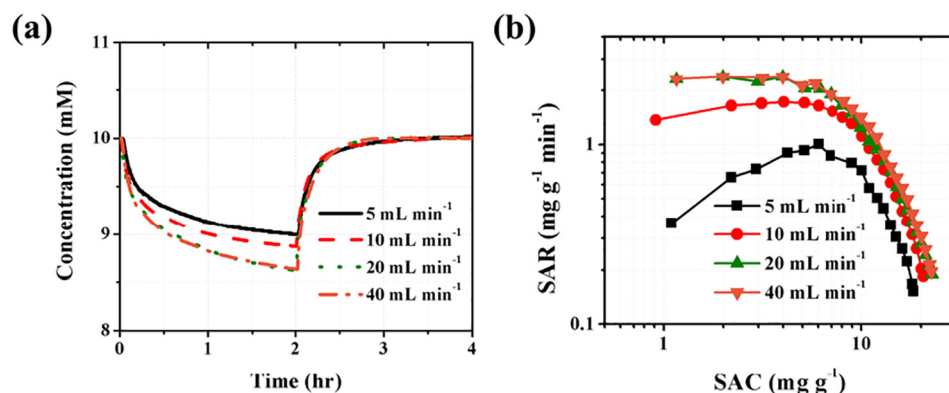 (a)
11
10
9
8
Concentration (mM)
5 mL min⁻¹
10 mL min⁻¹
20 mL min⁻¹
40 mL min⁻¹
0 1 2 3 4
Time (hr)
(b)
1
0.1
SAR (mg g⁻¹ min⁻¹)
5 mL min⁻¹
10 mL min⁻¹
20 mL min⁻¹
40 mL min⁻¹
1 10
SAC (mg g⁻¹)